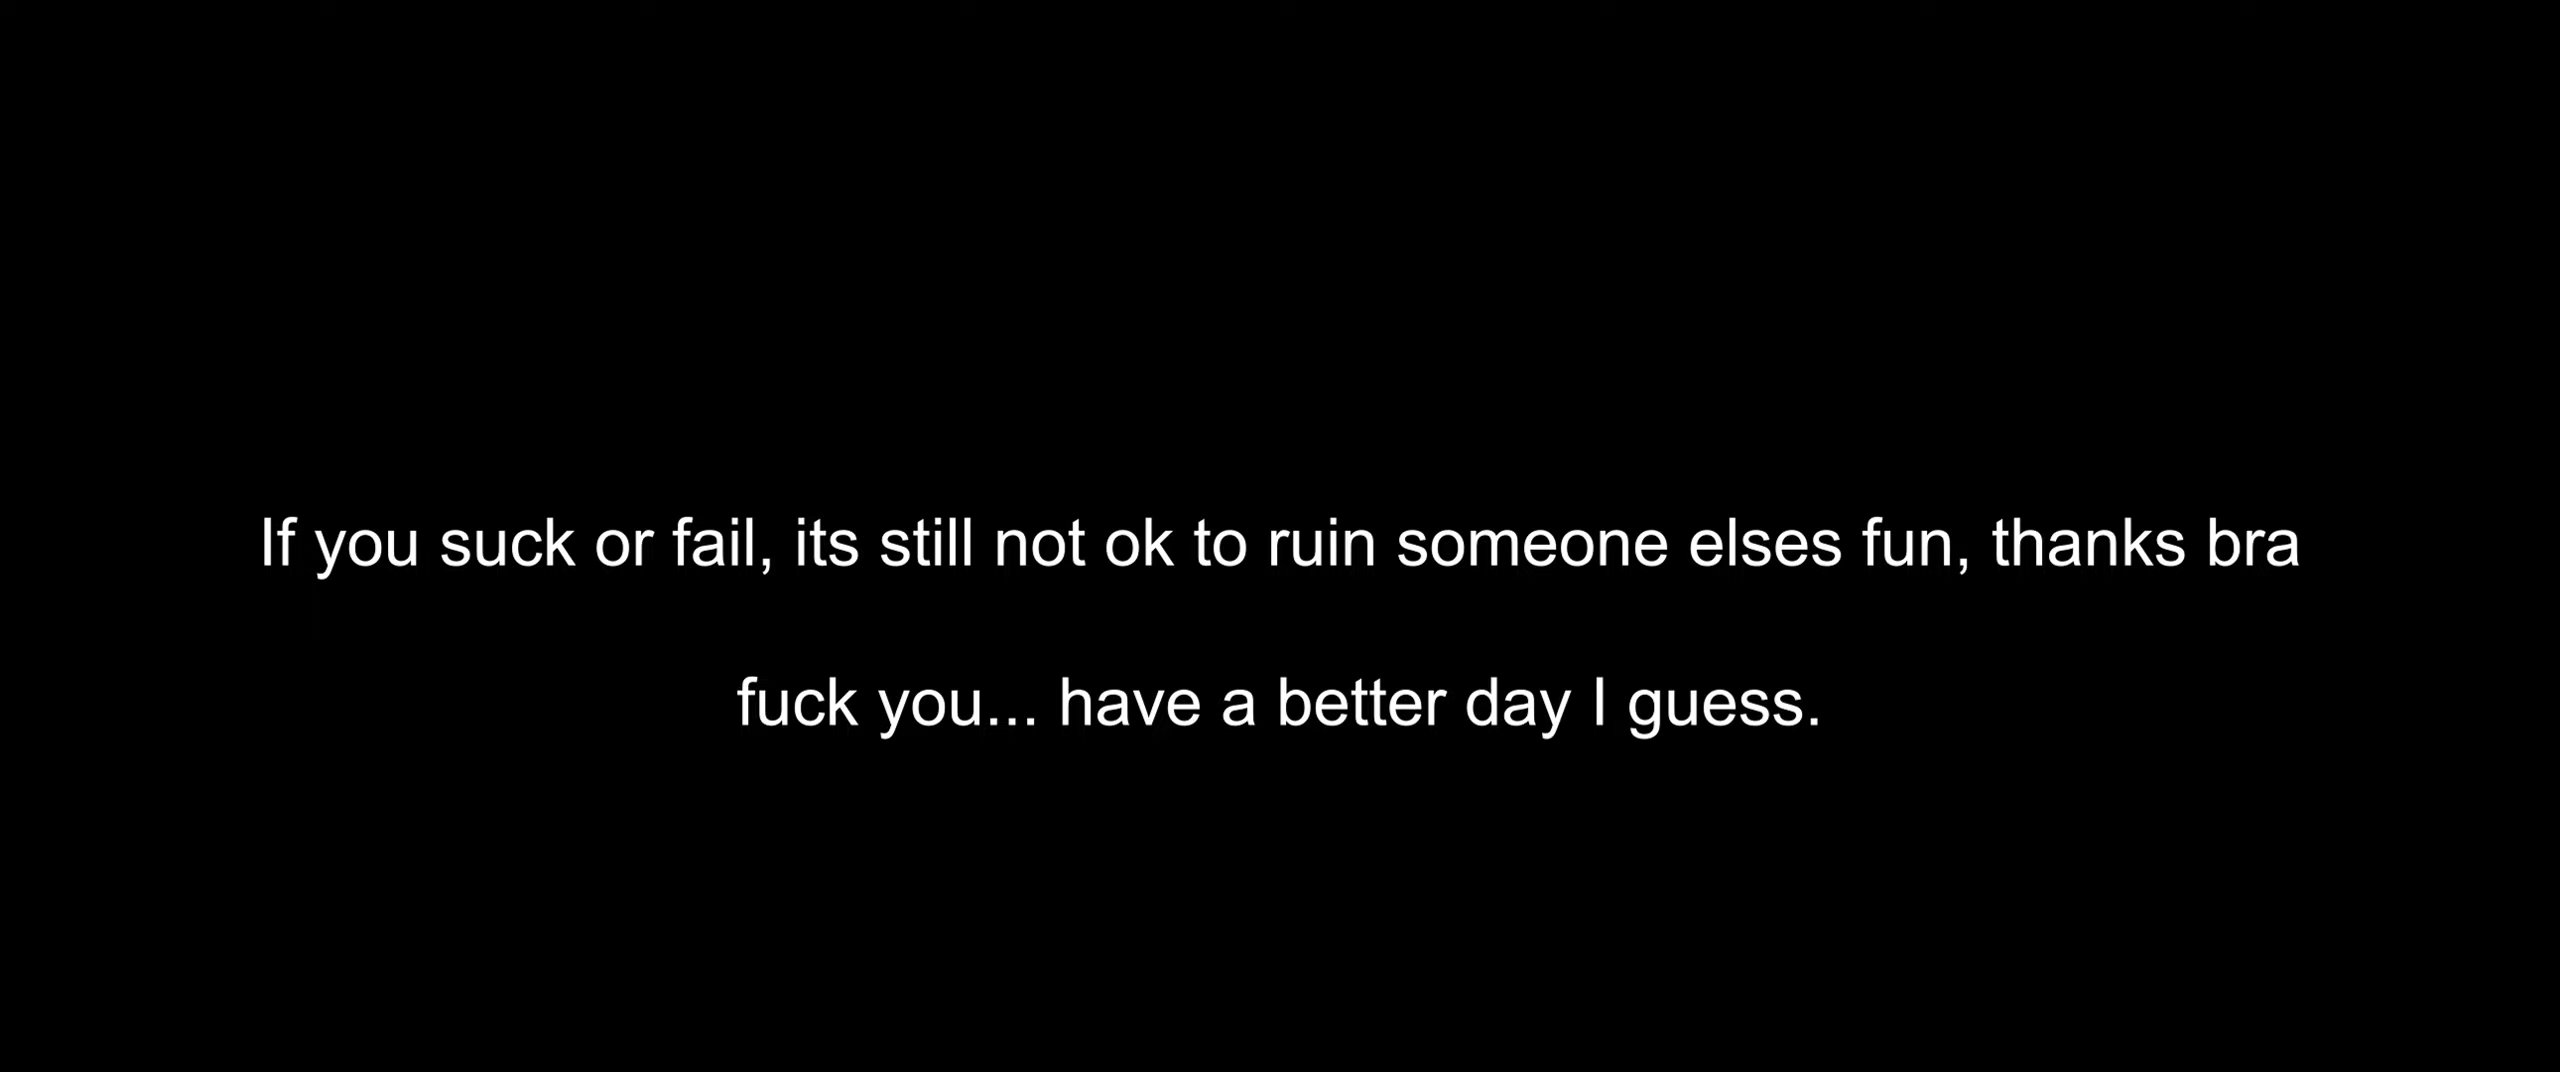 If you suck or fail, its still not ok to ruin someone elses fun, thanks bra
fuck you... have a better day I guess.